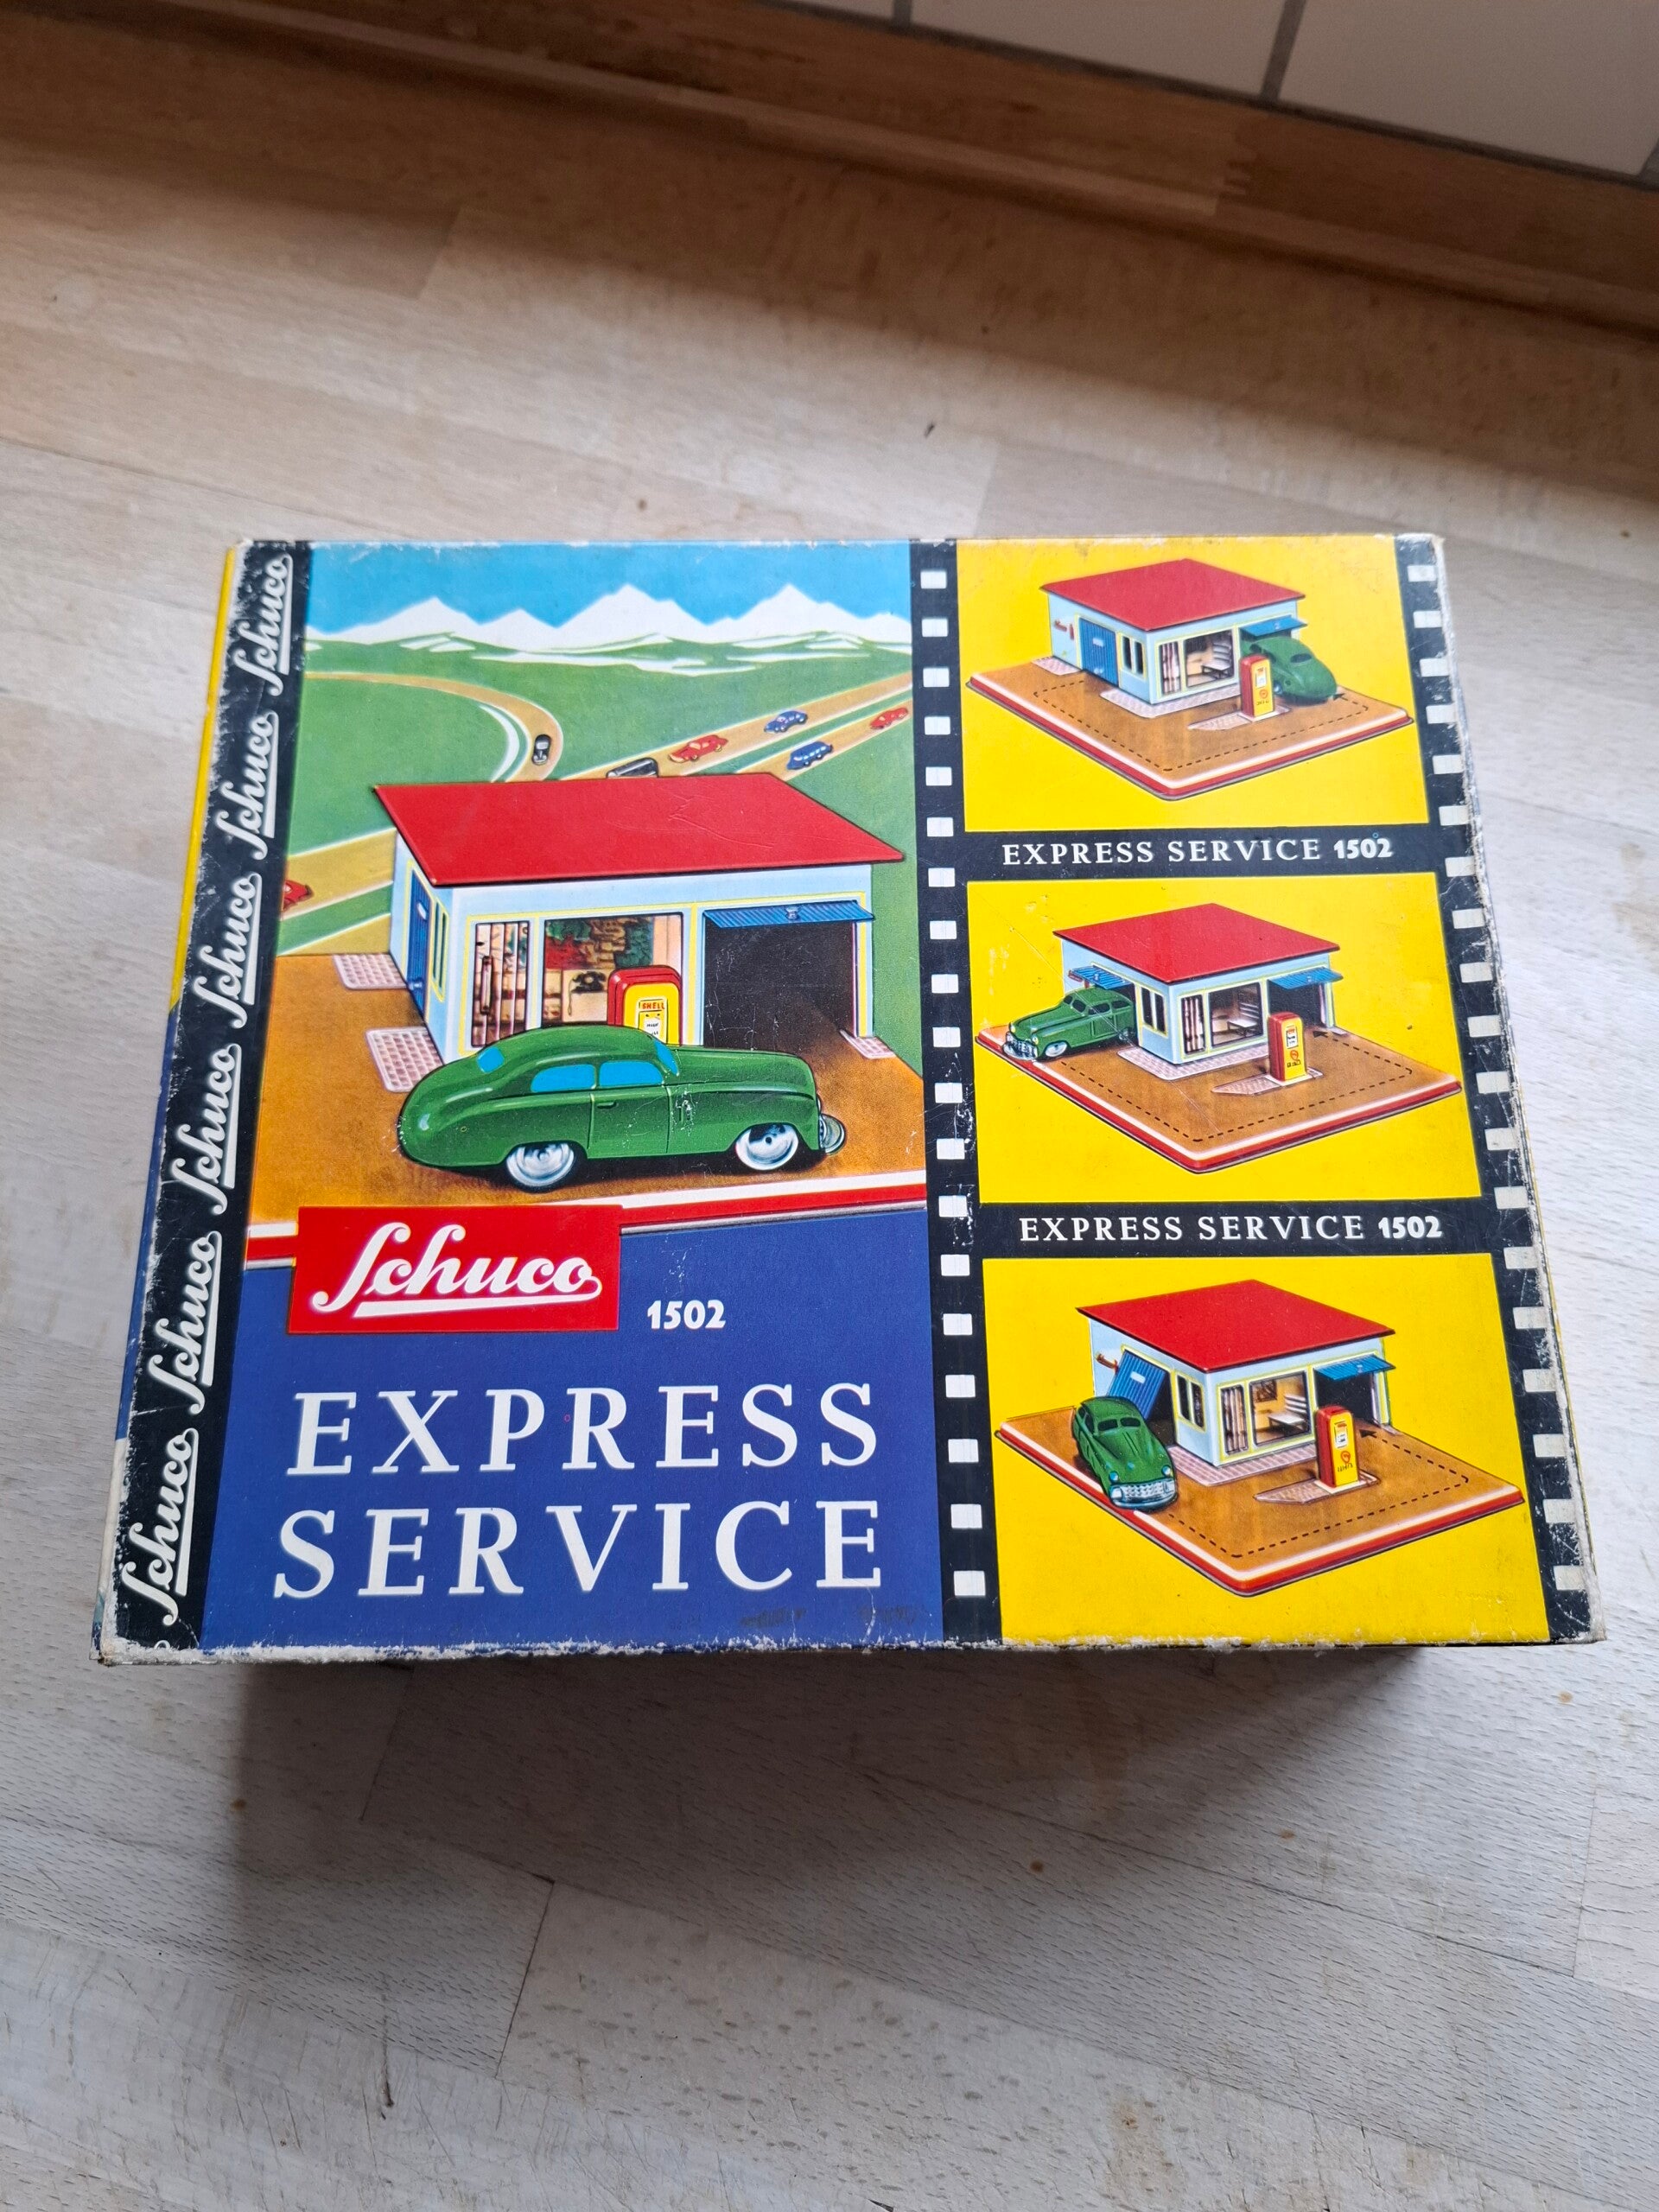 Schuco Schuco Schuco Schuco Schuco Schuco
SHELL
Schuco
1502
EXPRESS
SERVICE
EXPRESS SERVICE 1502
EXPRESS SERVICE 1502